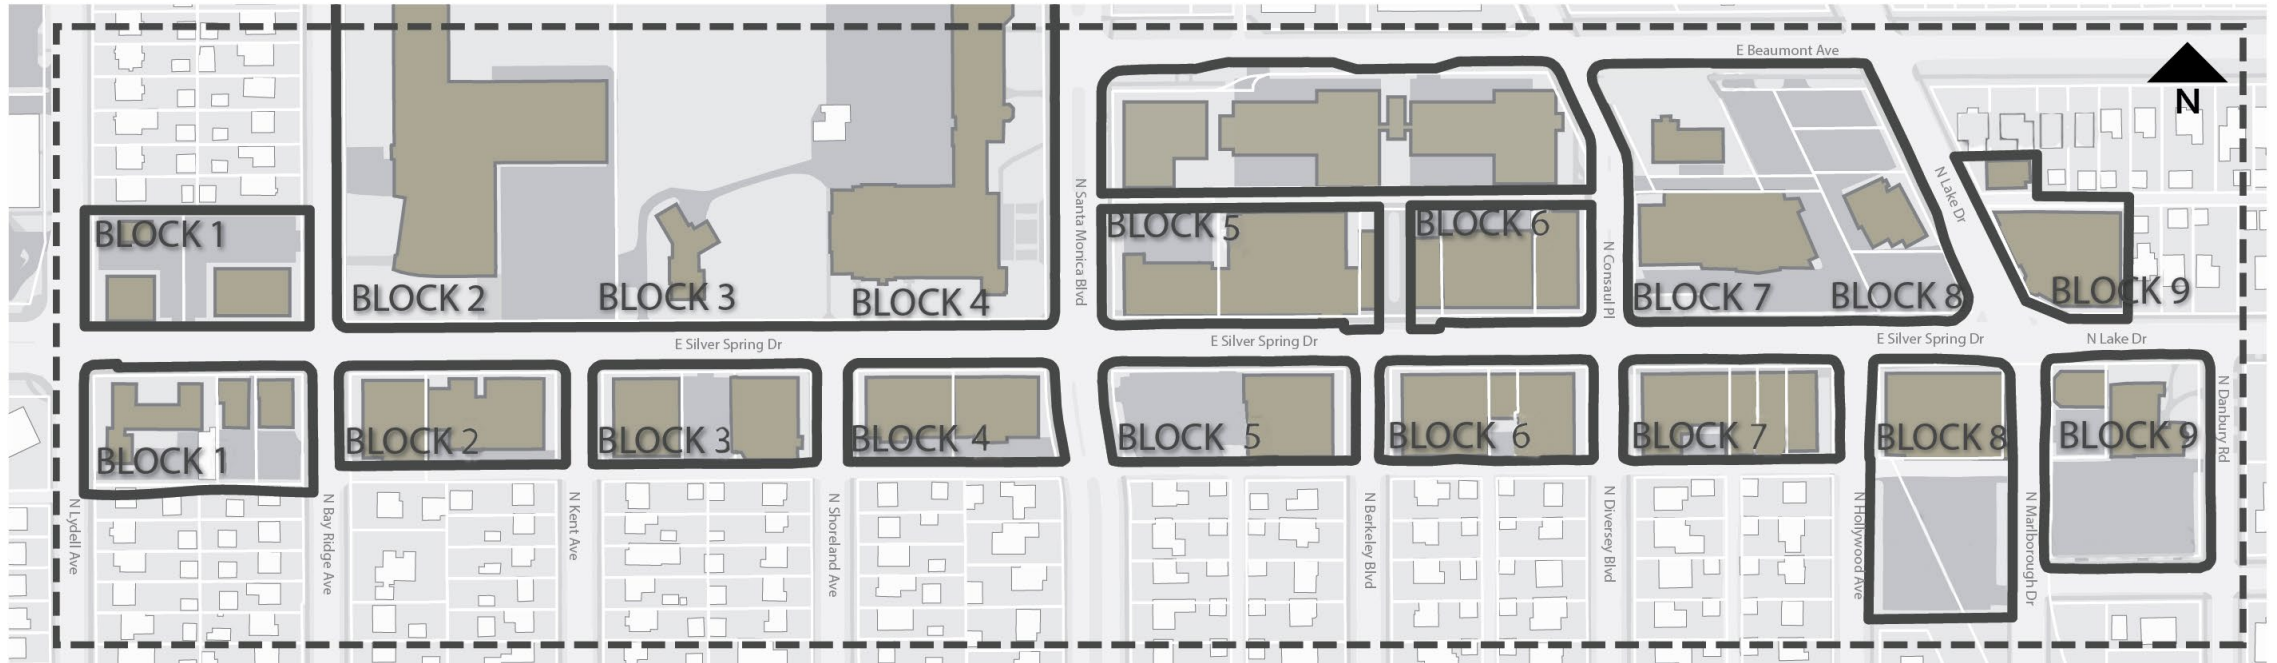 E Beaumont Ave
N
N Lake Dr
N Santa Monica Blvd
BLOCK 1
BLOCK 5
BLOCK 6
N Consaul Pl
BLOCK 2
BLOCK 3
BLOCK 4
BLOCK 7
BLOCK 8
BLOCK 9
E Silver Spring Dr
E Silver Spring Dr
E Silver Spring Dr
N Lake Dr
N Danbury Rd
BLOCK 1
BLOCK 2
BLOCK 3
BLOCK 4
BLOCK 5
BLOCK 6
BLOCK 7
BLOCK 8
BLOCK 9
N Lydell Ave
N Bay Ridge Ave
N Kent Ave
N Shoreland Ave
N Berkeley Blvd
N Diversey Blvd
N Hollywood Ave
N Marlborough Dr